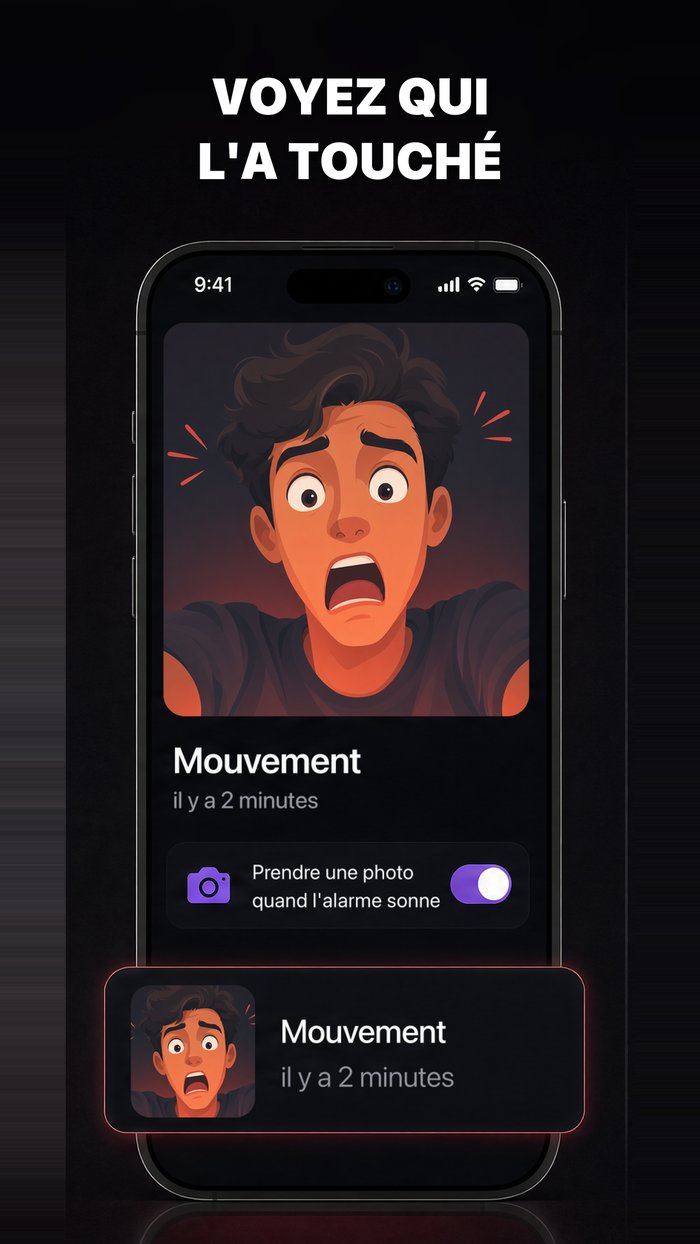 VOYEZ QUI
L'A TOUCHÉ
9:41
Mouvement
il y a 2 minutes
Prendre une photo
quand l'alarme sonne
Mouvement
il y a 2 minutes